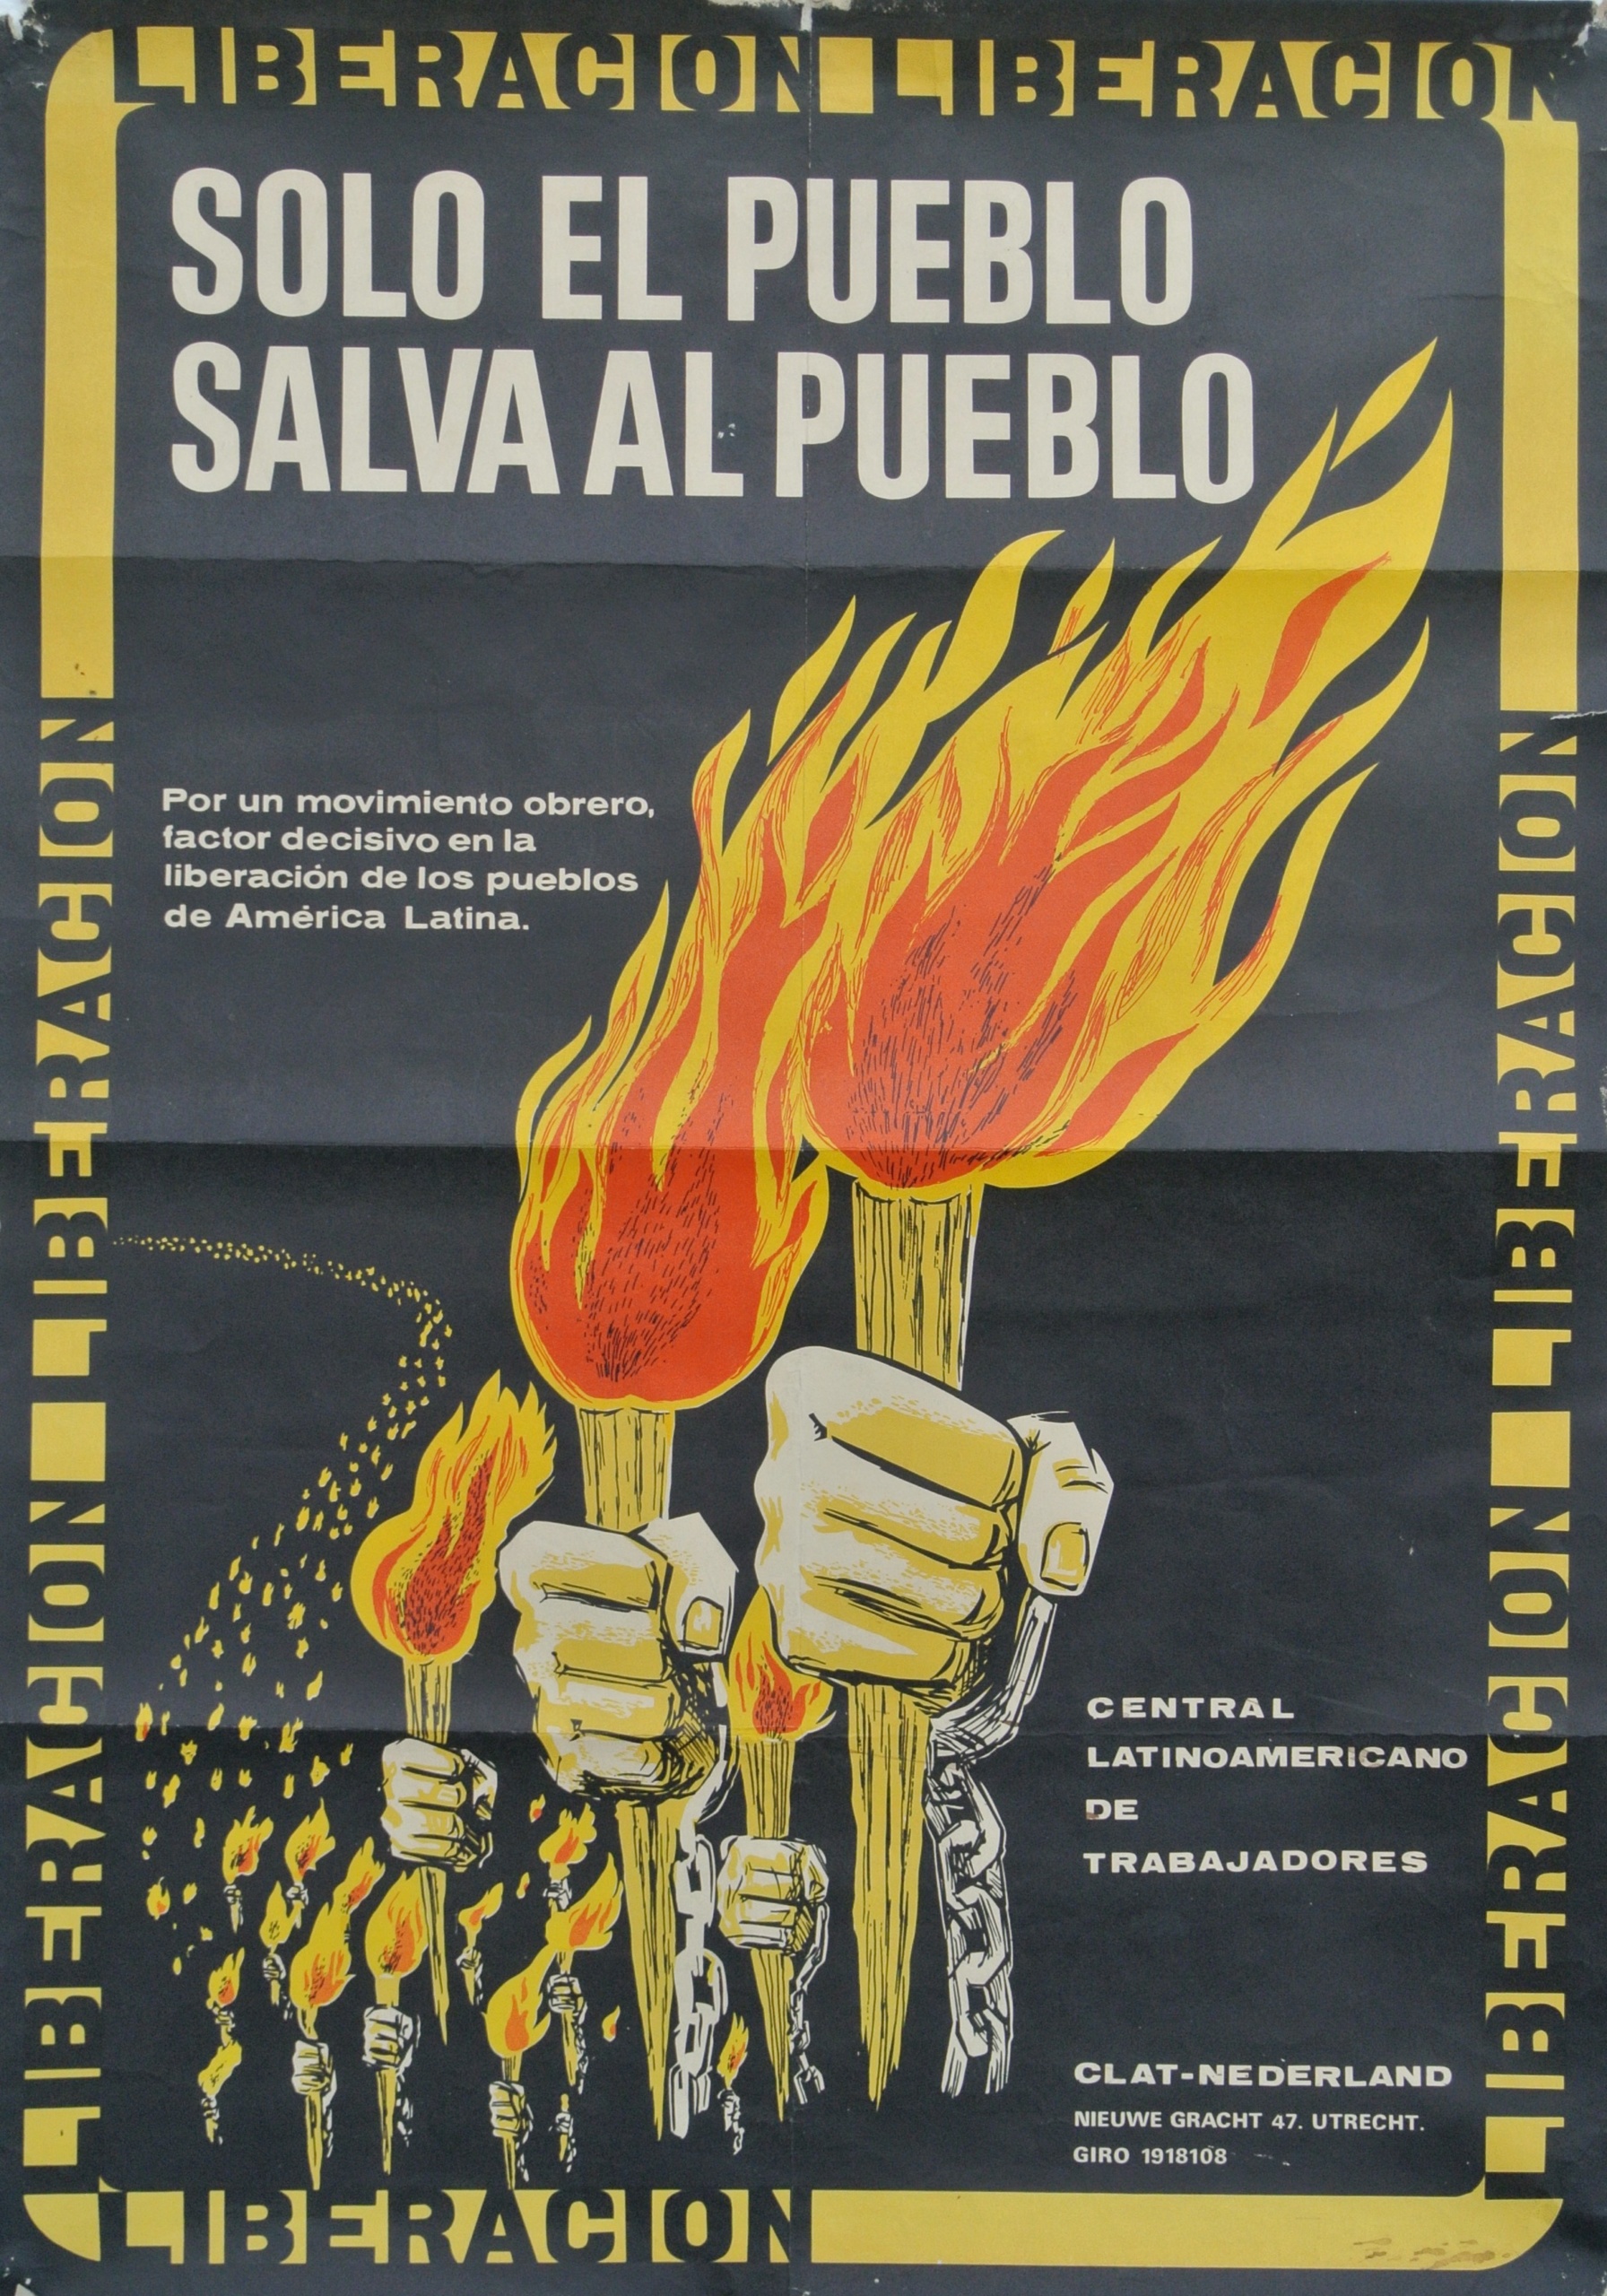 LIBERACION LIBERACION
SOLO EL PUEBLO
SALVA AL PUEBLO
Por un movimiento obrero,
factor decisivo en la
liberación de los pueblos
de América Latina.
LIBERACION LIBERACION
LIBERACION LIBERACION
CENTRAL
LATINOAMERICANO
DE
TRABAJADORES
CLAT-NEDERLAND
NIEUWE GRACHT 47. UTRECHT.
GIRO 1918108
LIBERACION